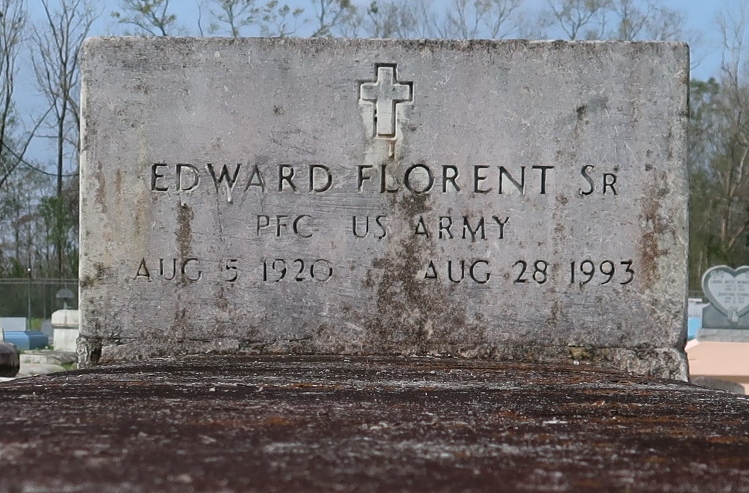 EDWARD FLORENT SR
PFC US ARMY
AUG 5 1920 AUG 28 1993